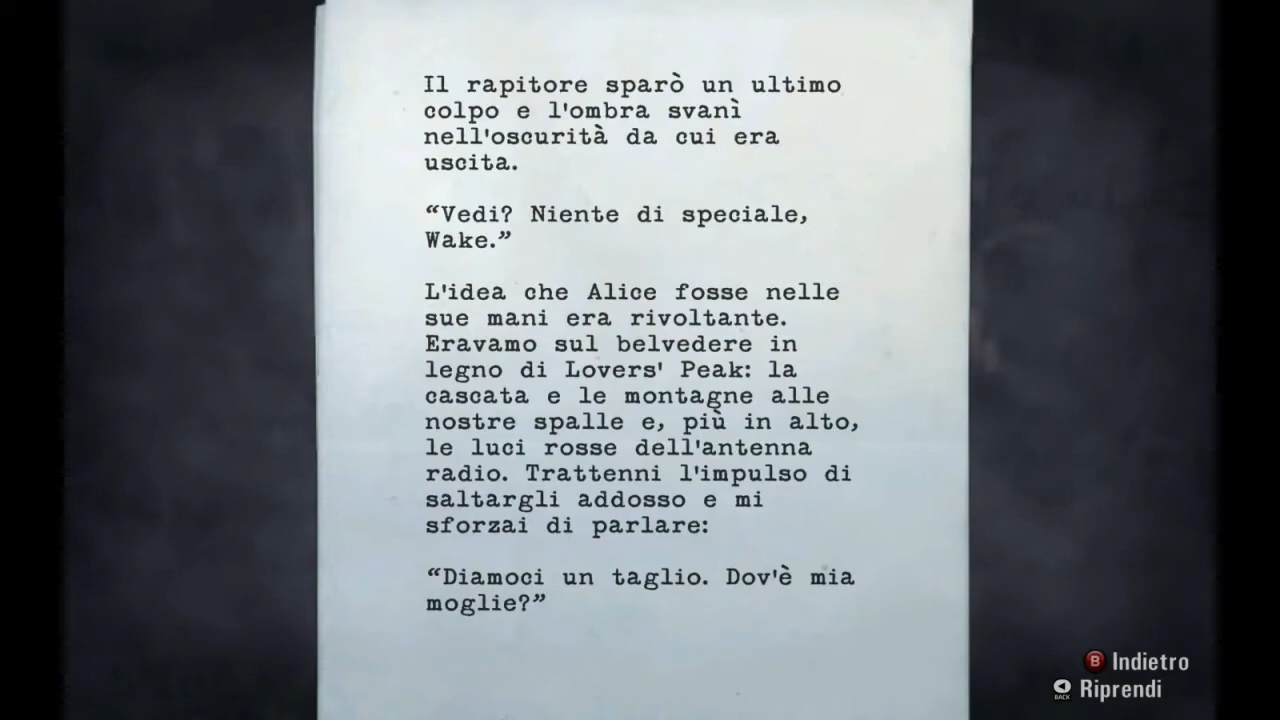 Il rapitore sparò un ultimo
colpo e l'ombra svanì
nell'oscurità da cui era
uscita.
“Vedi? Niente di speciale,
Wake.”
L'idea che Alice fosse nelle
sue mani era rivoltante.
Eravamo sul belvedere in
legno di Lovers' Peak: la
cascata e le montagne alle
nostre spalle e, più in alto,
le luci rosse dell'antenna
radio. Trattenni l'impulso di
saltargli addosso e mi
sforzai di parlare:
“Diamoci un taglio. Dov'è mia
moglie?”
B Indietro
BACK Riprendi